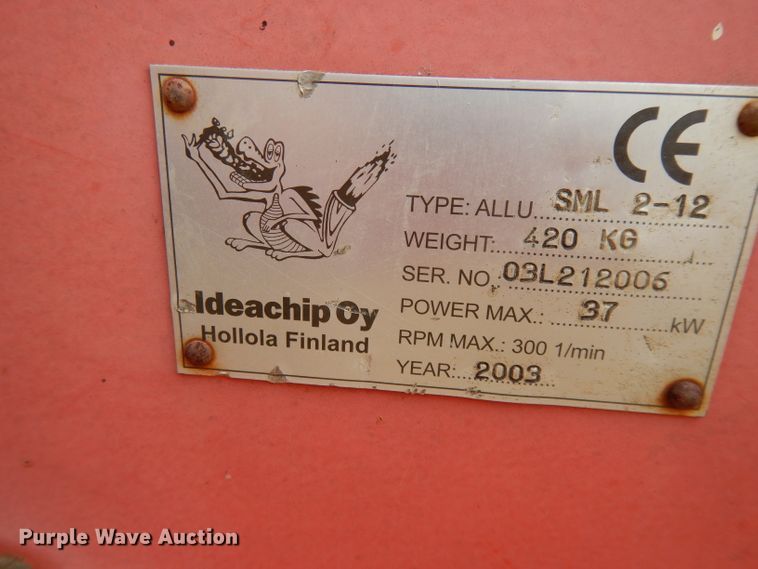 CE
TYPE: ALLU SML 2-12
WEIGHT: 420 KG
SER. NO. 03L212006
POWER MAX.: 37 kW
RPM MAX.: 300 1/min
YEAR: 2003
Ideachip Oy
Hollola Finland
Purple Wave Auction